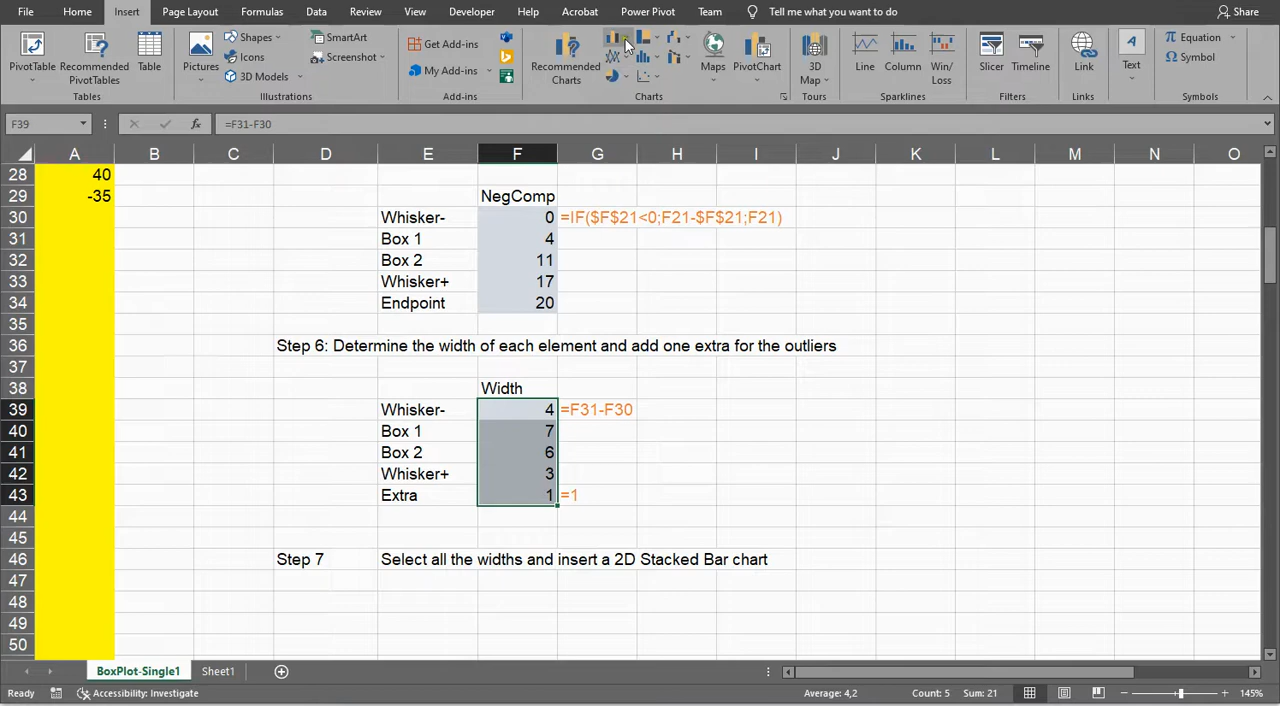 File Home Insert Page Layout Formulas Data Review View Developer Help Acrobat Power Pivot Team Tell me what you want to do Share
PivotTable Recommended PivotTables Table
Tables
Pictures Shapes Icons 3D Models SmartArt Screenshot
Illustrations
Get Add-ins
My Add-ins
Add-ins
Recommended Charts
Maps PivotChart
Charts
3D Map
Tours
Line Column Win/Loss
Sparklines
Slicer Timeline
Filters
Link
Links
Text
Equation
Symbol
Symbols
F39 fx =F31-F30
A B C D E F G H I J K L M N O
28 40
29 -35 NegComp
30 Whisker- 0 =IF($F$21<0;F21-$F$21;F21)
31 Box 1 4
32 Box 2 11
33 Whisker+ 17
34 Endpoint 20
35
36 Step 6: Determine the width of each element and add one extra for the outliers
37
38 Width
39 Whisker- 4 =F31-F30
40 Box 1 7
41 Box 2 6
42 Whisker+ 3
43 Extra 1 =1
44
45
46 Step 7 Select all the widths and insert a 2D Stacked Bar chart
47
48
49
50
BoxPlot-Single1 Sheet1
Ready Accessibility: Investigate Average: 4,2 Count: 5 Sum: 21 145%